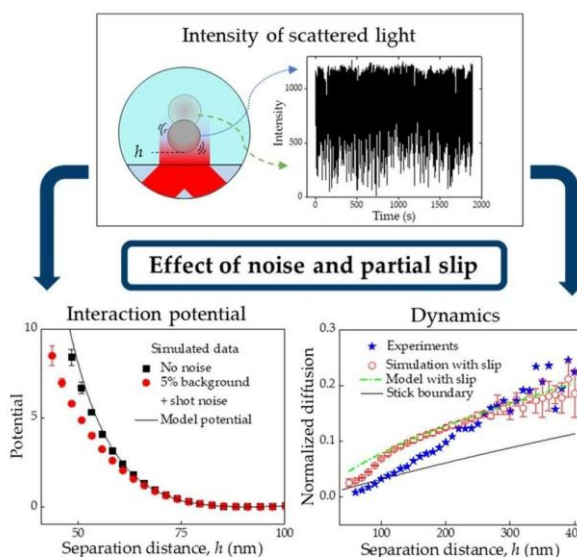 Intensity of scattered light
h
Intensity
1000
500
0
0
500
1000
1500
2000
Time (s)
Effect of noise and partial slip
Interaction potential
Potential
10
5
0
Simulated data
No noise
5% background
+ shot noise
Model potential
50
75
100
Separation distance, h (nm)
Dynamics
Normalized diffusion
0.3
0.2
0.1
0.0
Experiments
Simulation with slip
Model with slip
Stick boundary
100
200
300
Separation distance, h (nm)